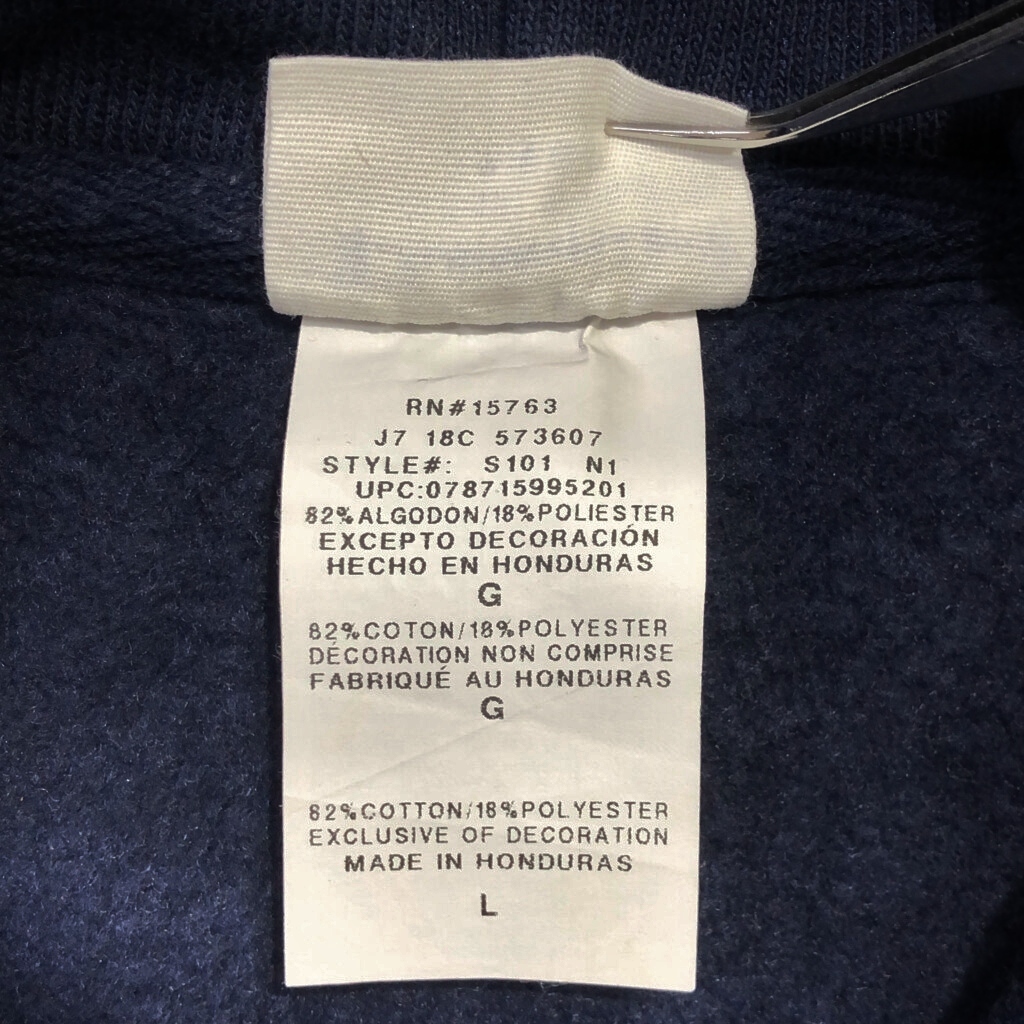 RN#15763
J7 18C 573607
STYLE#: S101 N1
UPC:078715995201
82%ALGODON/18%POLIESTER
EXCEPTO DECORACIÓN
HECHO EN HONDURAS
G
82%COTON/18%POLYESTER
DÉCORATION NON COMPRISE
FABRIQUÉ AU HONDURAS
G
82%COTTON/18%POLYESTER
EXCLUSIVE OF DECORATION
MADE IN HONDURAS
L